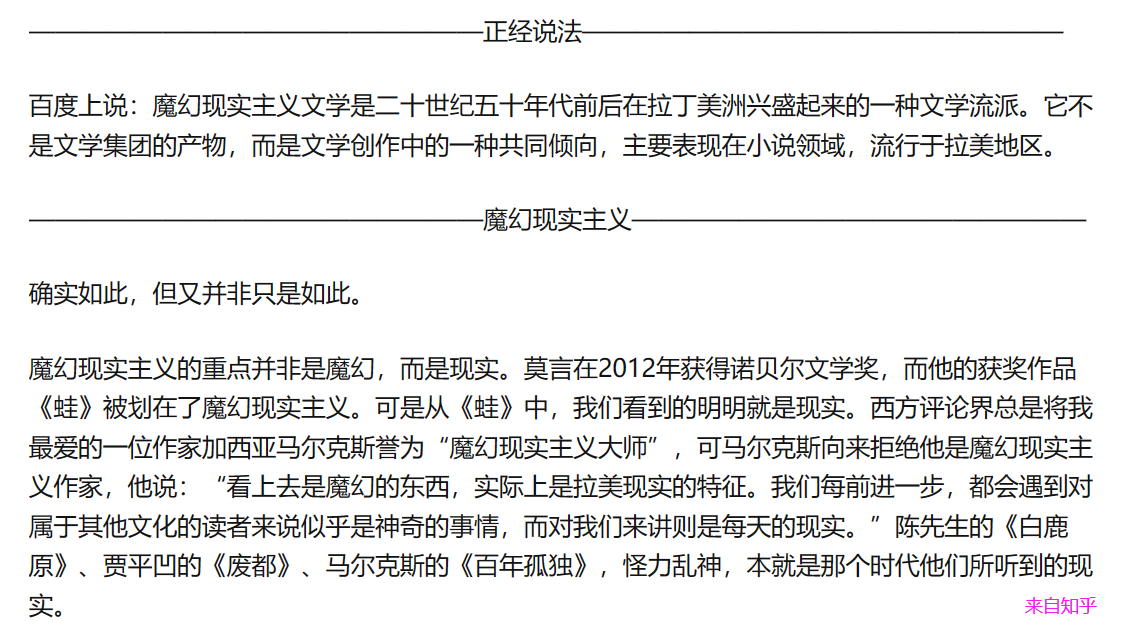 ——————————————————正经说法———————————————————
百度上说：魔幻现实主义文学是二十世纪五十年代前后在拉丁美洲兴盛起来的一种文学流派。它不
是文学集团的产物，而是文学创作中的一种共同倾向，主要表现在小说领域，流行于拉美地区。
——————————————————魔幻现实主义——————————————————
确实如此，但又并非只是如此。
魔幻现实主义的重点并非是魔幻，而是现实。莫言在2012年获得诺贝尔文学奖，而他的获奖作品
《蛙》被划在了魔幻现实主义。可是从《蛙》中，我们看到的明明就是现实。西方评论界总是将我
最爱的一位作家加西亚马尔克斯誉为“魔幻现实主义大师”，可马尔克斯向来拒绝他是魔幻现实主
义作家，他说：“看上去是魔幻的东西，实际上是拉美现实的特征。我们每前进一步，都会遇到对
属于其他文化的读者来说似乎是神奇的事情，而对我们来讲则是每天的现实。”陈先生的《白鹿
原》、贾平凹的《废都》、马尔克斯的《百年孤独》，怪力乱神，本就是那个时代他们所听到的现
实。
来自知乎